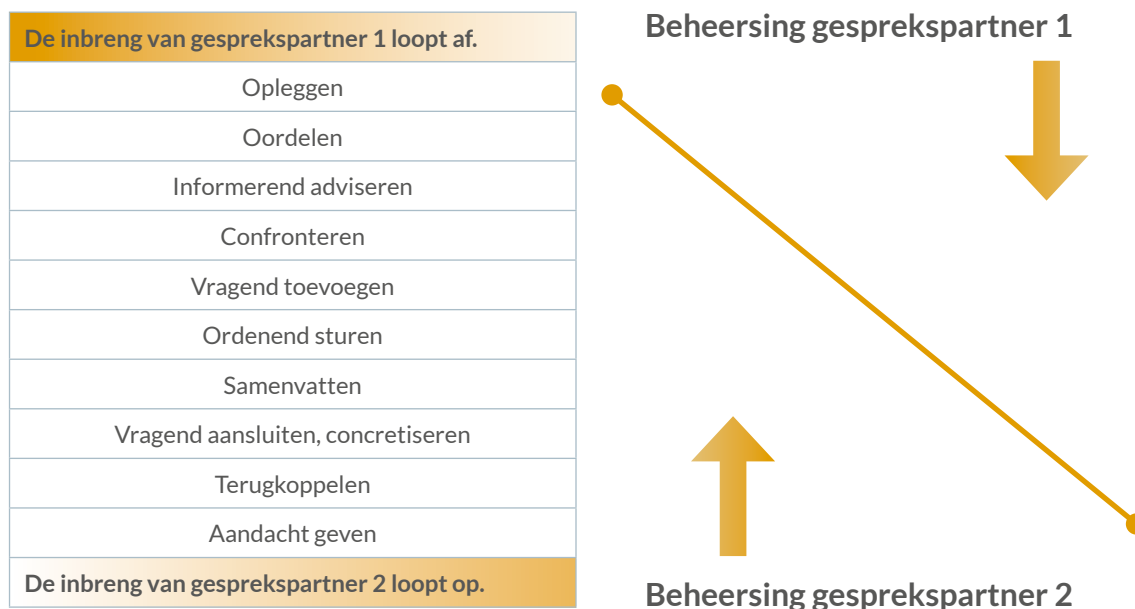 De inbreng van gesprekspartner 1 loopt af.
Opleggen
Oordelen
Informerend adviseren
Confronteren
Vragend toevoegen
Ordenend sturen
Samenvatten
Vragend aansluiten, concretiseren
Terugkoppelen
Aandacht geven
De inbreng van gesprekspartner 2 loopt op.
Beheersing gesprekspartner 1
Beheersing gesprekspartner 2